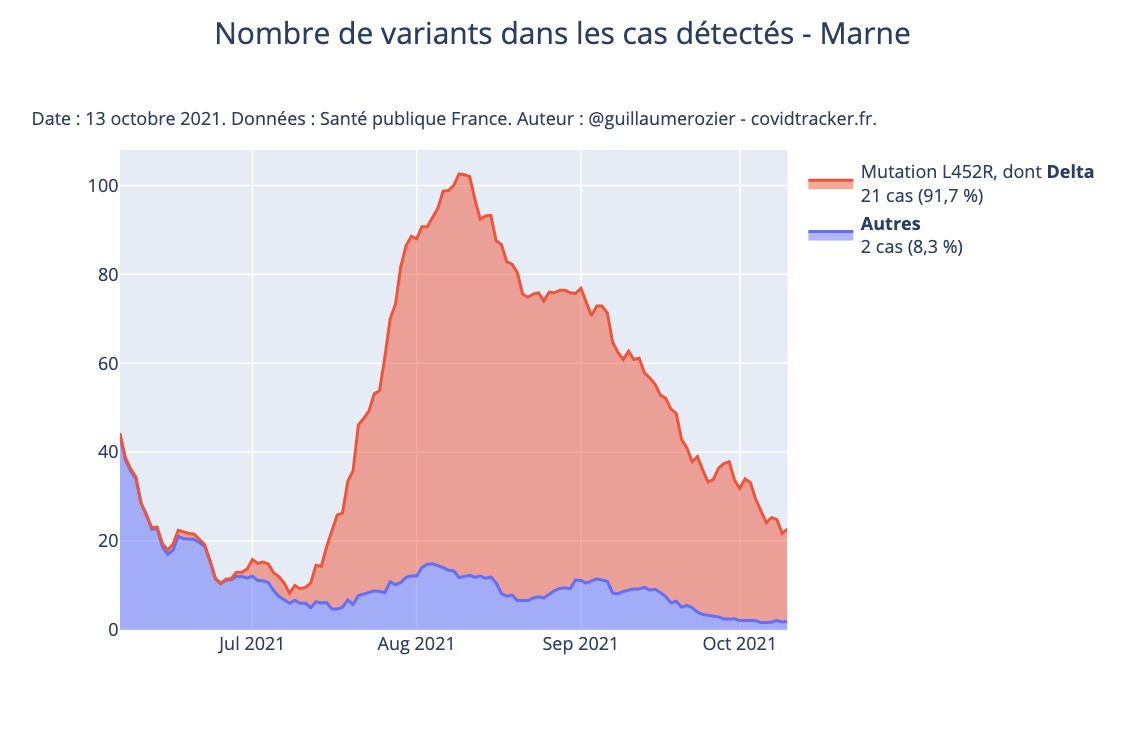 Nombre de variants dans les cas détectés - Marne
Date : 13 octobre 2021. Données : Santé publique France. Auteur : @guillaumerozier - covidtracker.fr.
Mutation L452R, dont Delta
21 cas (91,7 %)
Autres
2 cas (8,3 %)
100
80
60
40
20
0
Jul 2021
Aug 2021
Sep 2021
Oct 2021